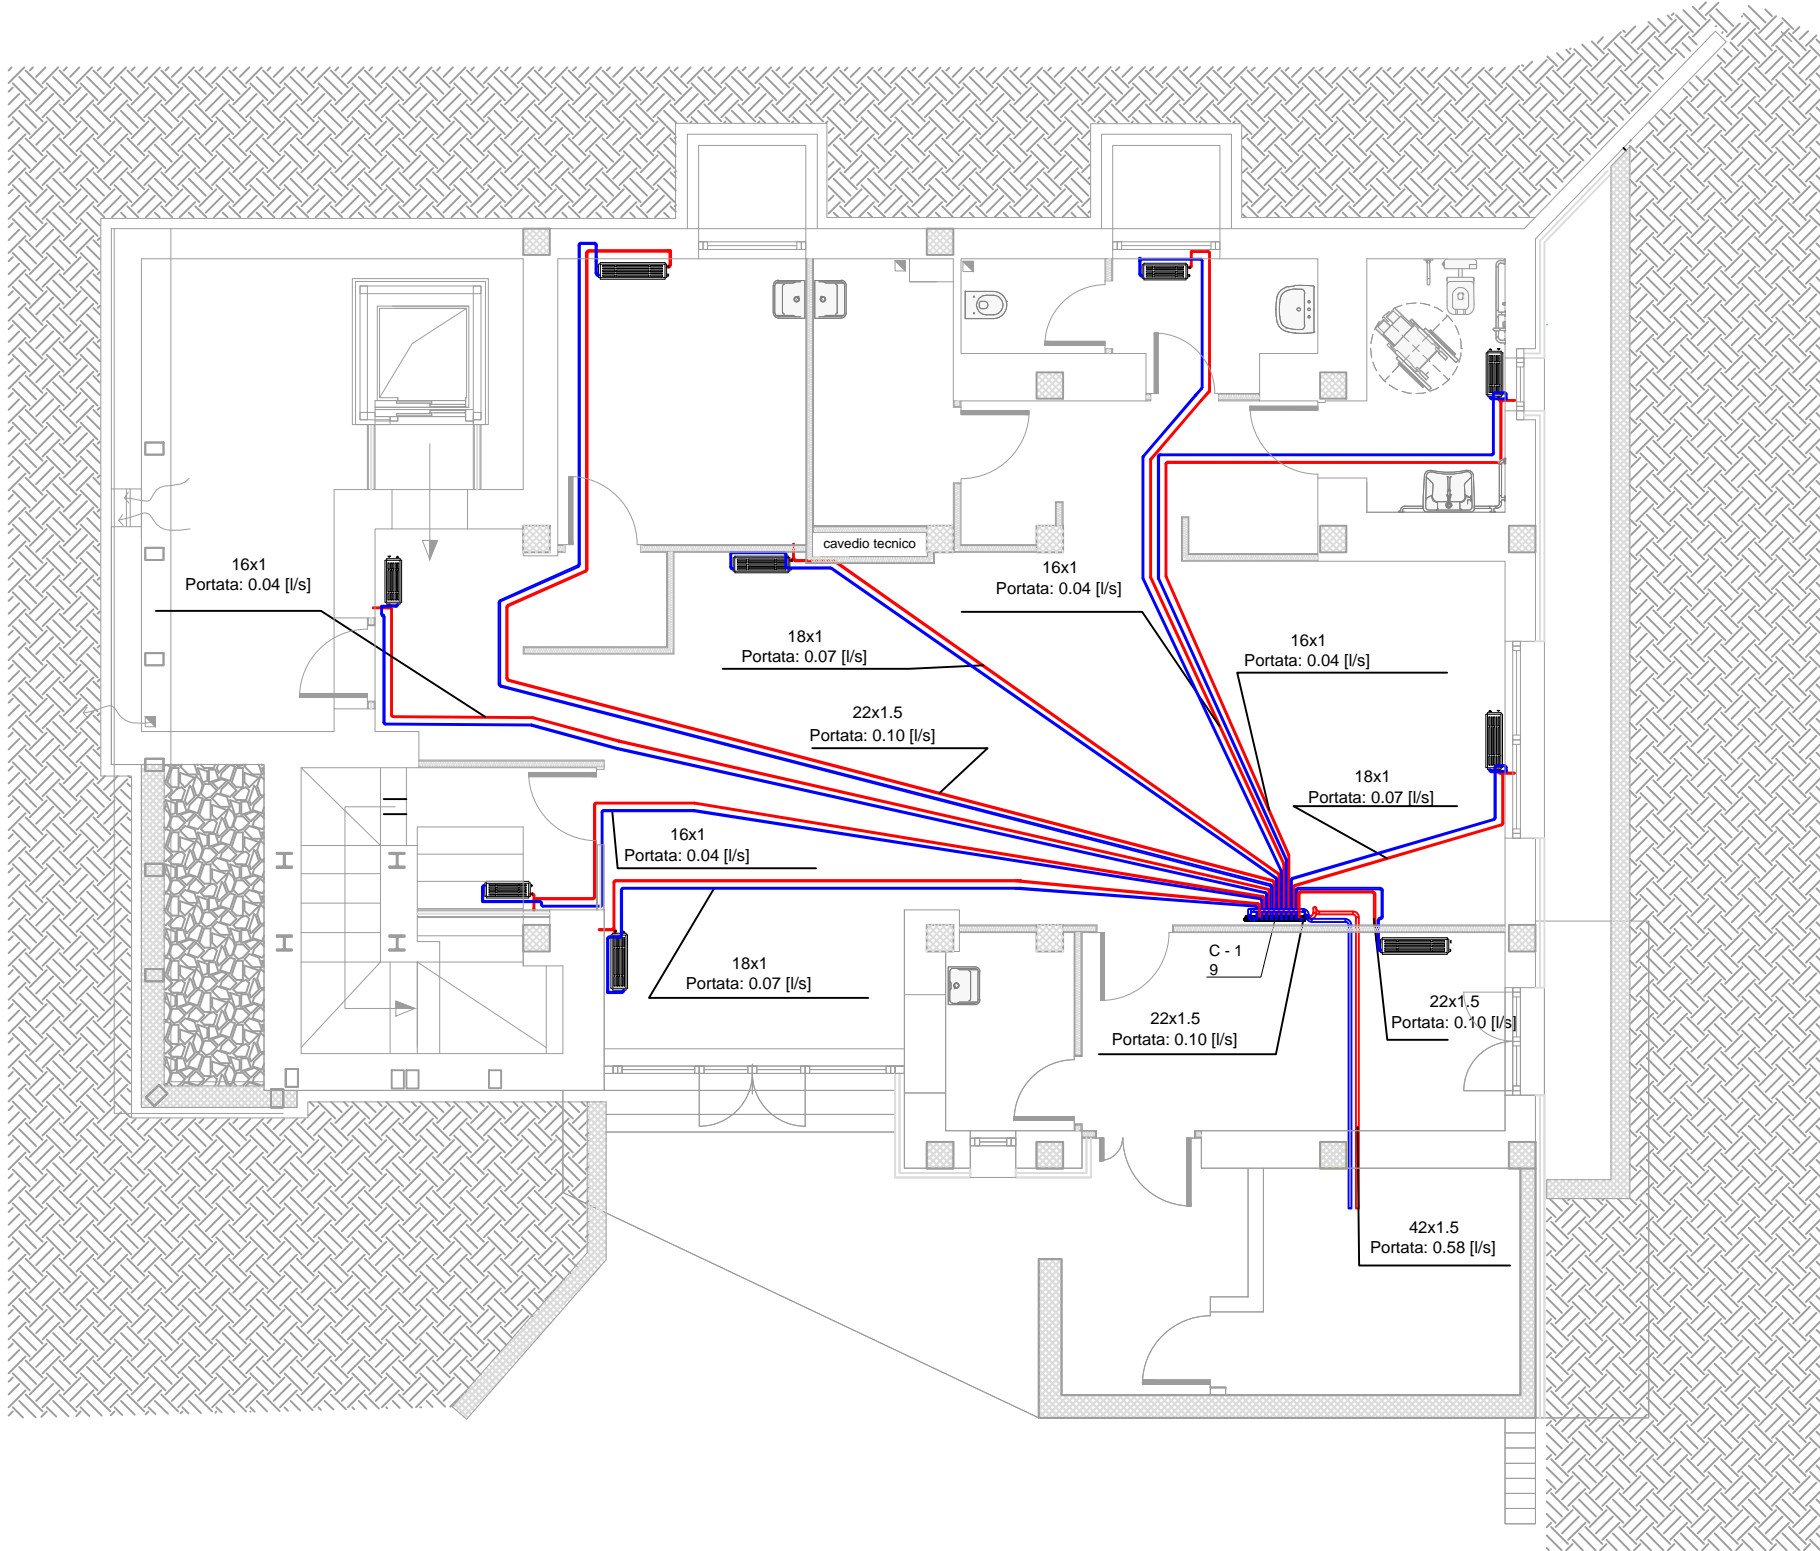 cavedio tecnico
16x1
Portata: 0.04 [l/s]
16x1
Portata: 0.04 [l/s]
18x1
Portata: 0.07 [l/s]
16x1
Portata: 0.04 [l/s]
22x1.5
Portata: 0.10 [l/s]
18x1
Portata: 0.07 [l/s]
16x1
Portata: 0.04 [l/s]
18x1
Portata: 0.07 [l/s]
C - 1
9
22x1.5
Portata: 0.10 [l/s]
22x1.5
Portata: 0.10 [l/s]
42x1.5
Portata: 0.58 [l/s]